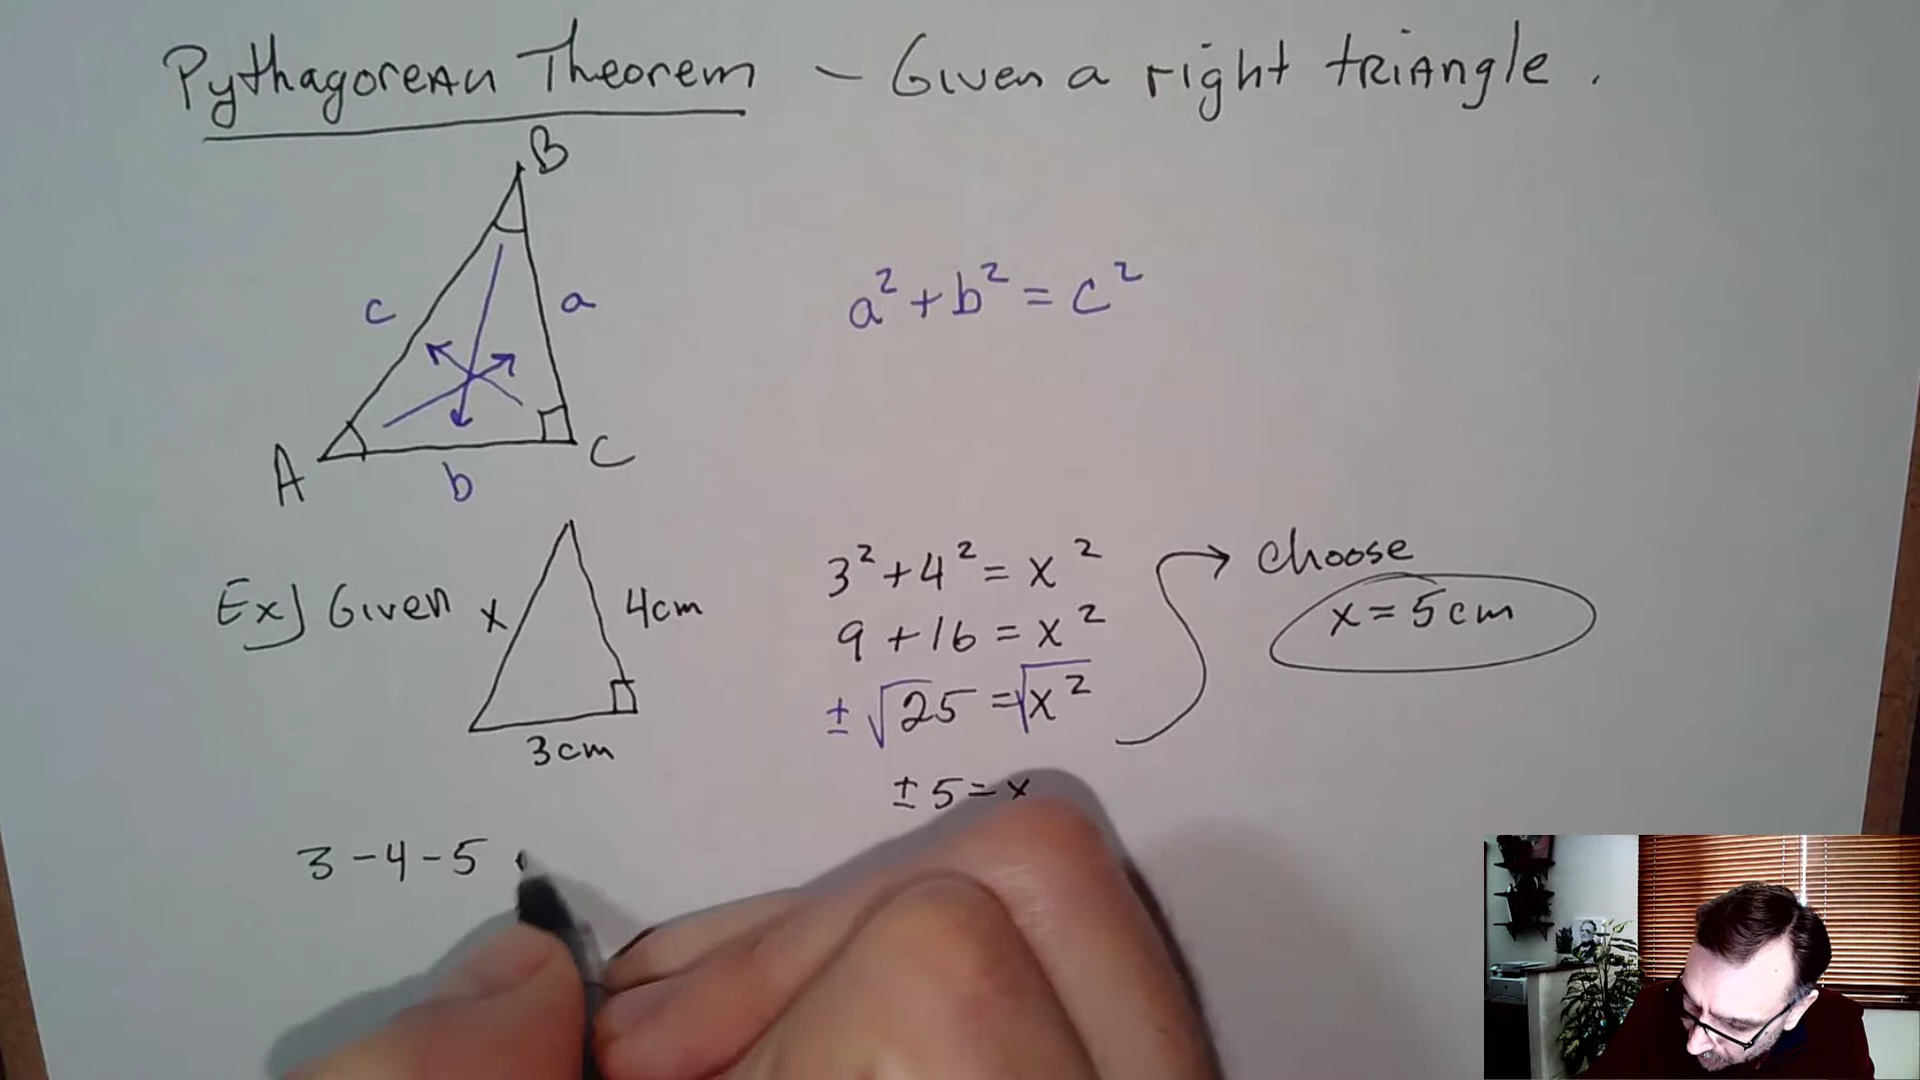 Pythagorean Theorem – Given a right triangle.
B
c
a
A
b
C
a² + b² = c²
Ex) Given
x
4cm
3cm
3² + 4² = x²
9 + 16 = x²
± √25 = √x²
± 5 = x
choose
x = 5cm
3 – 4 – 5